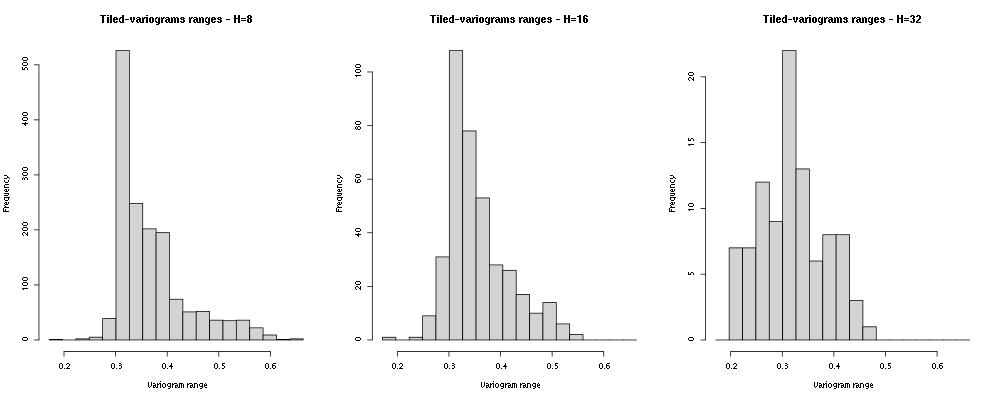 Tiled-variograms ranges - H=8
Frequency
500
400
300
200
100
0
0.2 0.3 0.4 0.5 0.6
Variogram range
Tiled-variograms ranges - H=16
Frequency
100
80
60
40
20
0
0.2 0.3 0.4 0.5 0.6
Variogram range
Tiled-variograms ranges - H=32
Frequency
20
15
10
5
0
0.2 0.3 0.4 0.5 0.6
Variogram range